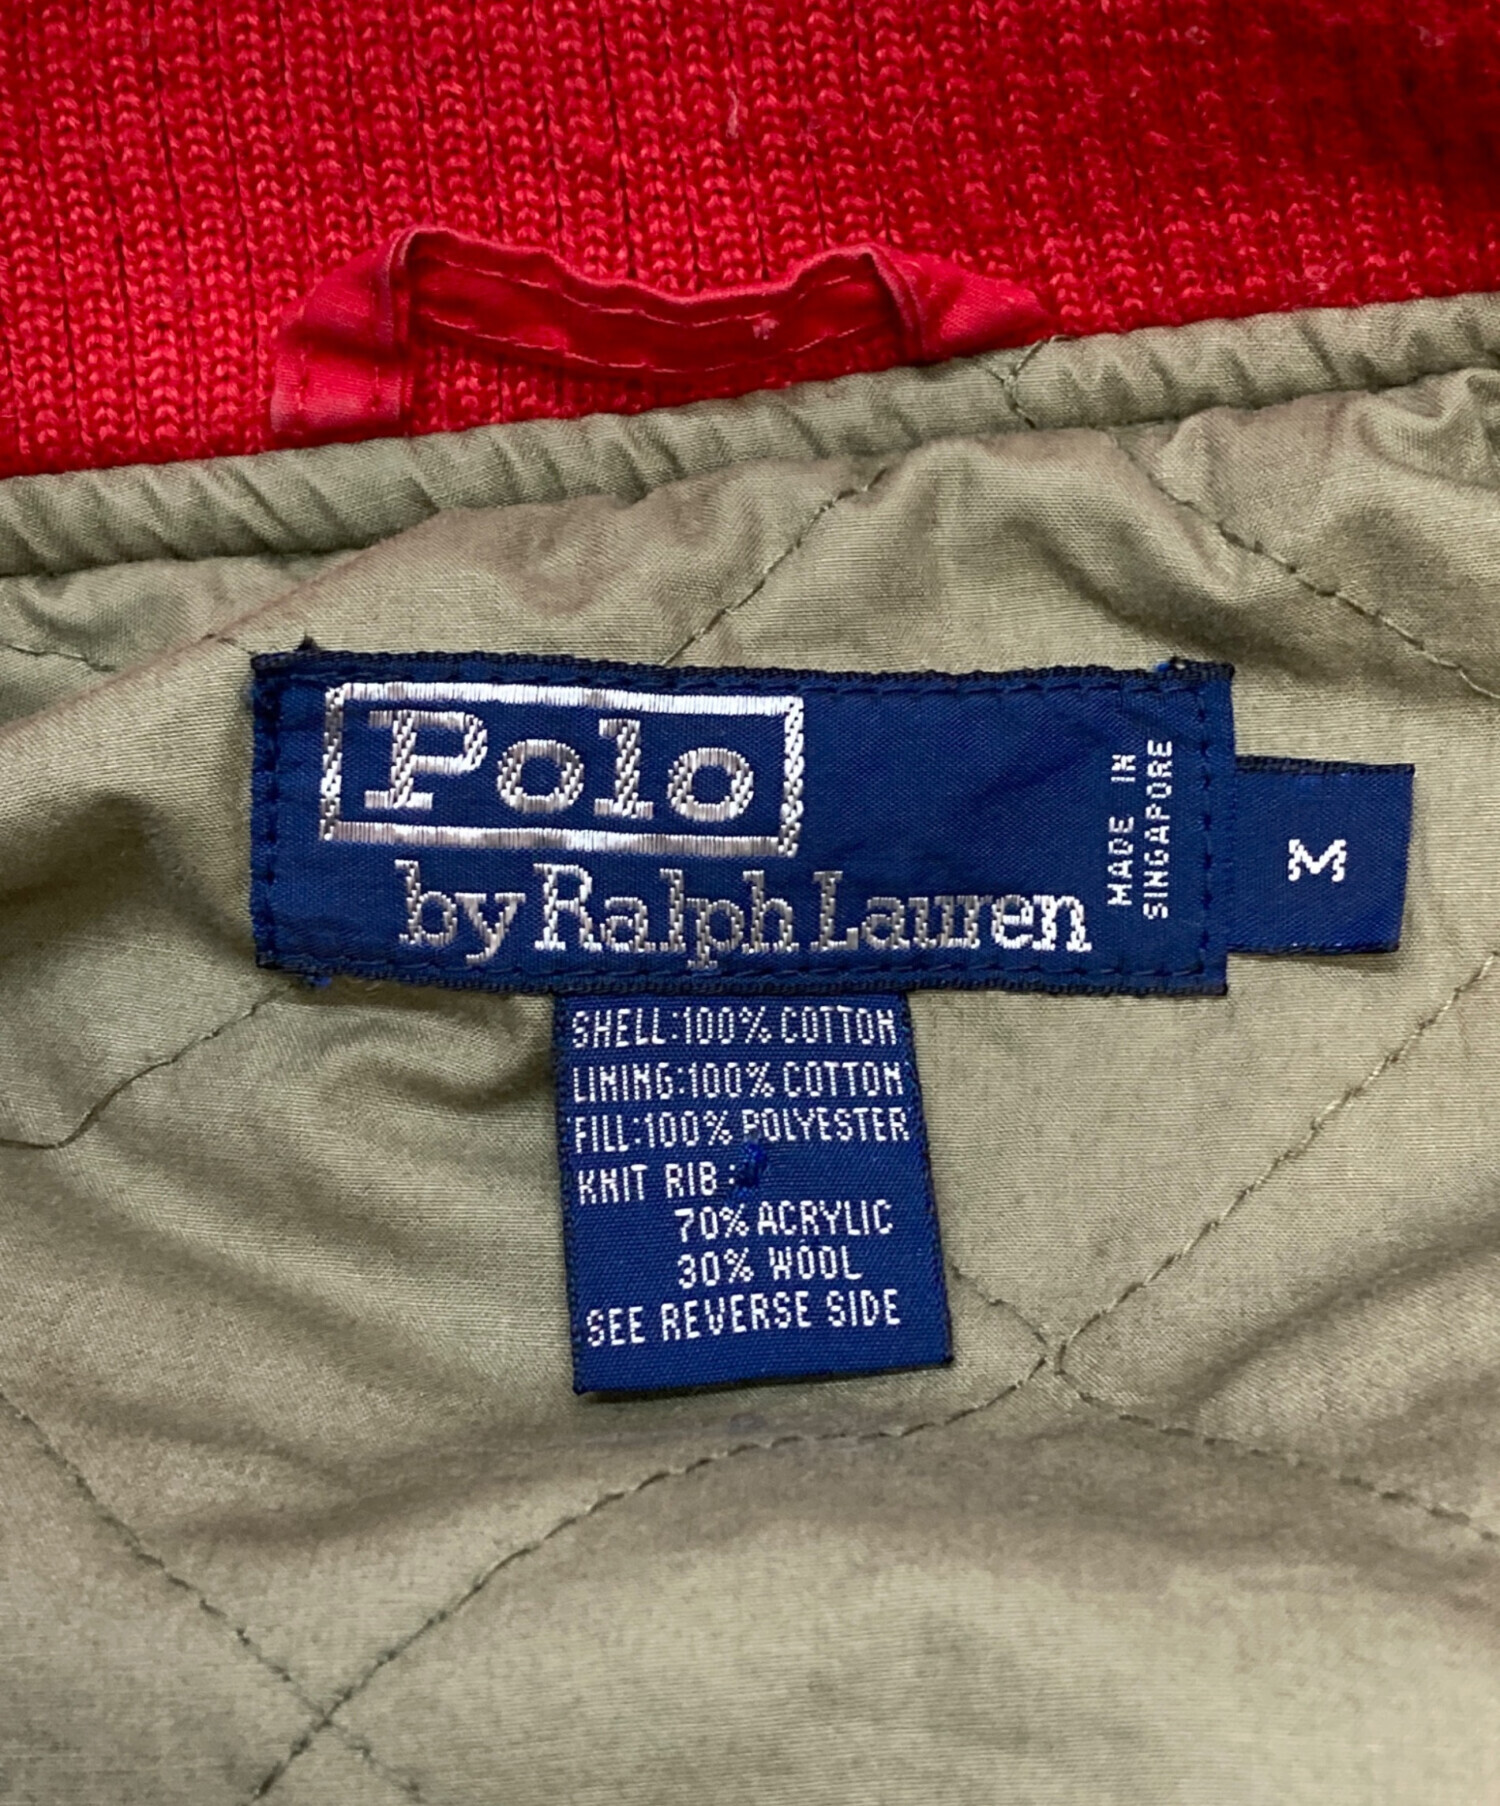 Polo
by Ralph Lauren
MADE IN
SINGAPORE
M
SHELL:100% COTTON
LINING:100% COTTON
FILL:100% POLYESTER
KNIT RIB:
70% ACRYLIC
30% WOOL
SEE REVERSE SIDE